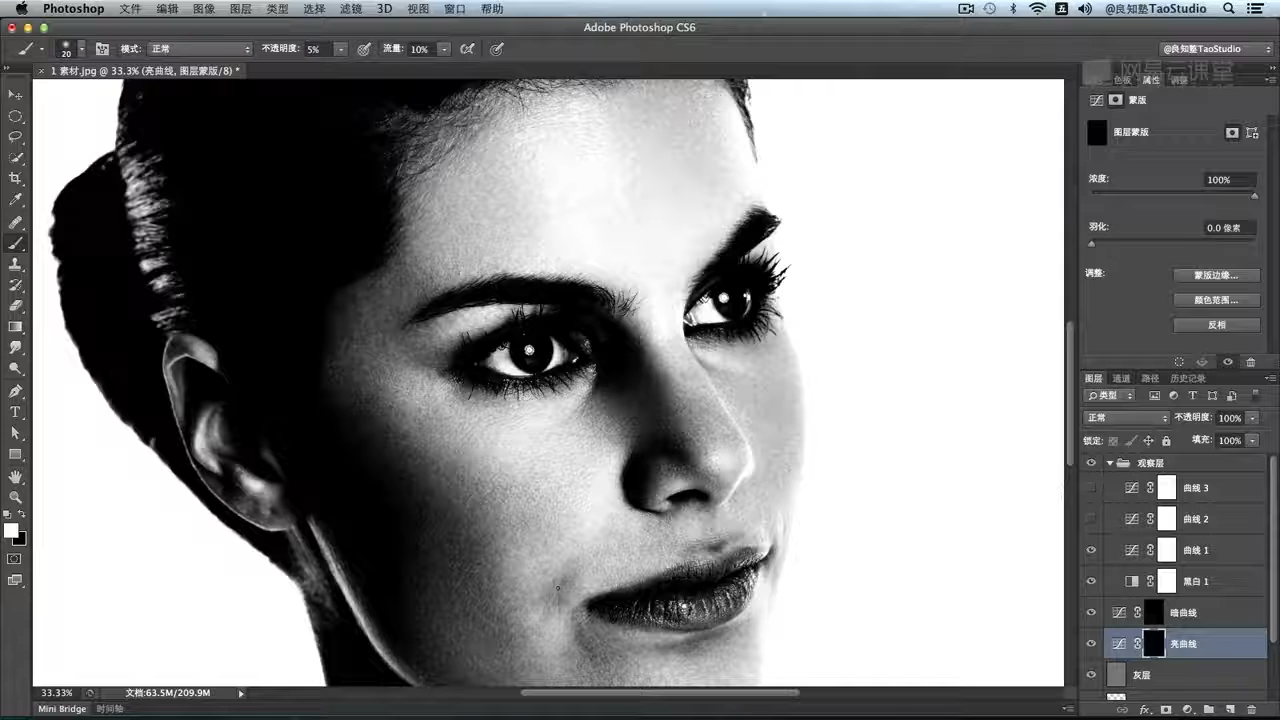 Photoshop 文件 编辑 图像 图层 类型 选择 滤镜 3D 视图 窗口 帮助 @良知塾TaoStudio
Adobe Photoshop CS6
20 模式: 正常 不透明度: 5% 流量: 10% @良知塾TaoStudio
× 1 素材.jpg @ 33.3% (亮曲线, 图层蒙版/8) *
网易云课堂
色板 属性 调整
蒙版
图层蒙版
浓度: 100%
羽化: 0.0 像素
调整: 蒙版边缘...
颜色范围...
反相
图层 通道 路径 历史记录
类型
正常 不透明度: 100%
锁定: 填充: 100%
观察层
曲线 3
曲线 2
曲线 1
黑白 1
暗曲线
亮曲线
灰层
33.33% 文档:63.5M/209.9M
Mini Bridge 时间轴